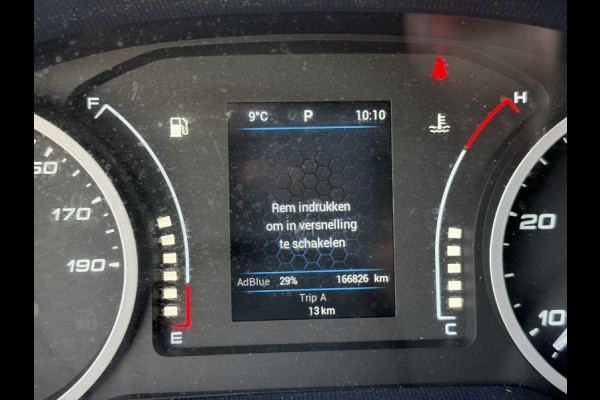 9°C P 10:10
F H
150
170
190
Rem indrukken
om in versnelling
te schakelen
20
AdBlue 29% 166826 km
Trip A
13 km
10
E C